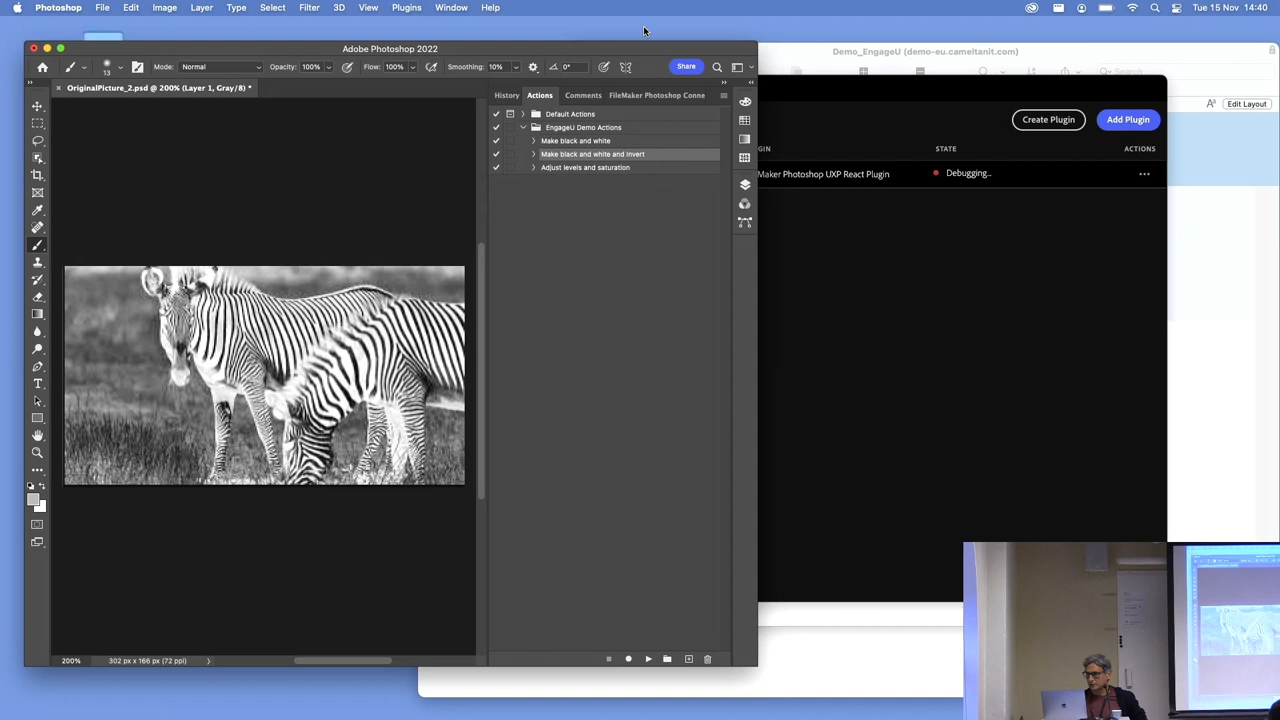 Photoshop File Edit Image Layer Type Select Filter 3D View Plugins Window Help
Tue 15 Nov 14:40
Adobe Photoshop 2022
Demo_EngageU (demo-eu.cameltanit.com)
13 Mode: Normal Opacity: 100% Flow: 100% Smoothing: 10% 0° Share
Search
OriginalPicture_2.psd @ 200% (Layer 1, Gray/8) *
History Actions Comments FileMaker Photoshop Conne
Edit Layout
Default Actions
Create Plugin Add Plugin
EngageU Demo Actions
Make black and white
GIN STATE ACTIONS
Make black and white and Invert
Adjust levels and saturation
Maker Photoshop UXP React Plugin Debugging...
200% 302 px x 166 px (72 ppi)